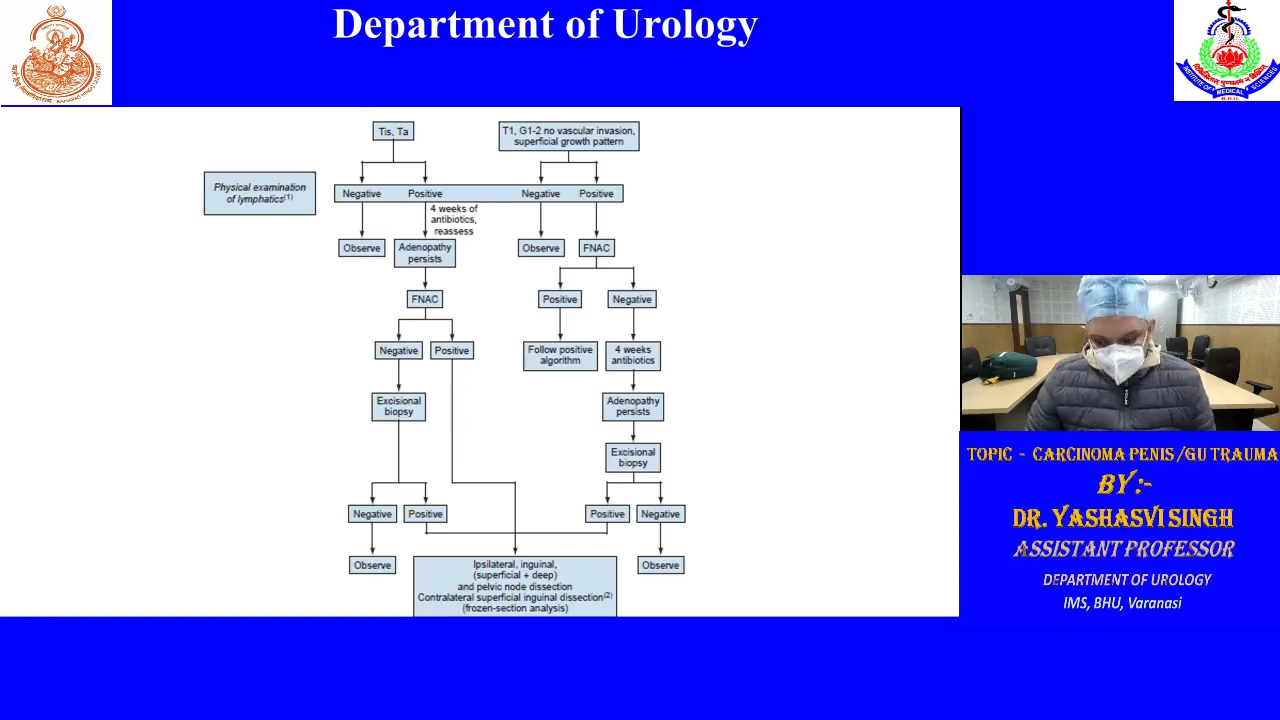 Department of Urology
INSTITUTE OF MEDICAL SCIENCES
B.H.U.
Tis, Ta
T1, G1-2 no vascular invasion,
superficial growth pattern
Physical examination
of lymphatics(1)
Negative Positive Negative Positive
4 weeks of
antibiotics,
reassess
Observe
Adenopathy
persists
Observe
FNAC
FNAC
Positive
Negative
Negative
Positive
Follow positive
algorithm
4 weeks
antibiotics
Excisional
biopsy
Adenopathy
persists
Excisional
biopsy
Negative
Positive
Positive
Negative
Observe
Ipsilateral, inguinal,
(superficial + deep)
and pelvic node dissection
Contralateral superficial inguinal dissection(2)
(frozen-section analysis)
Observe
TOPIC - CARCINOMA PENIS /GU TRAUMA
BY :-
DR. YASHASVI SINGH
ASSISTANT PROFESSOR
DEPARTMENT OF UROLOGY
IMS, BHU, Varanasi